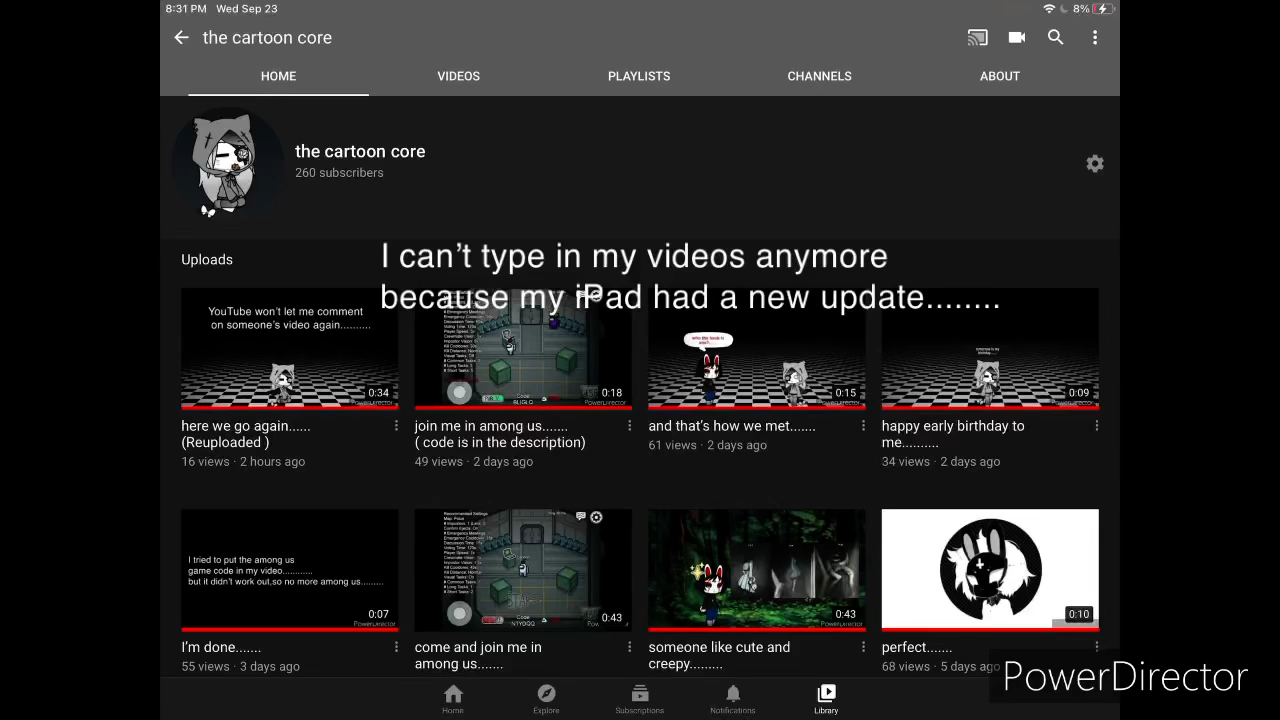 8:31 PM Wed Sep 23
8%
the cartoon core
HOME VIDEOS PLAYLISTS CHANNELS ABOUT
the cartoon core
260 subscribers
I can't type in my videos anymore
because my iPad had a new update........
Uploads
YouTube won't let me comment
on someone's video again.........
0:34
PowerDirector
0:18
0:15
0:09
here we go again......
(Reuploaded )
16 views · 2 hours ago
join me in among us.......
( code is in the description)
49 views · 2 days ago
and that's how we met.......
61 views · 2 days ago
happy early birthday to
me..........
34 views · 2 days ago
I tried to put the among us
game code in my video............
but it didn't work out,so no more among us........
0:07
PowerDirector
Code
NTYOQQ
0:43
0:43
0:10
I'm done.......
55 views · 3 days ago
come and join me in
among us.......
someone like cute and
creepy.........
perfect......
68 views · 5 days ago
Home Explore Subscriptions Notifications Library
PowerDirector